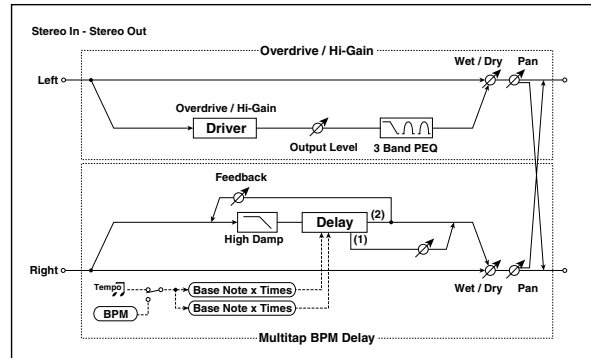 Stereo In - Stereo Out
Overdrive / Hi-Gain
Wet / Dry
Pan
Left
Overdrive / Hi-Gain
Driver
Output Level
3 Band PEQ
Feedback
High Damp
Delay
(2)
(1)
Right
Tempo
BPM
Base Note x Times
Base Note x Times
Wet / Dry
Pan
Multitap BPM Delay